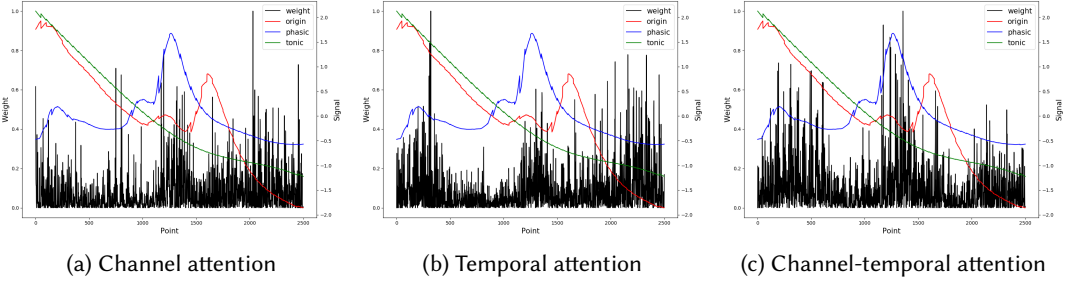 1.0
0.8
0.6
0.4
0.2
0.0
Weight
weight
origin
phasic
tonic
2.0
1.5
1.0
0.5
0.0
−0.5
−1.0
−1.5
−2.0
Signal
0 500 1000 1500 2000 2500
Point
(a) Channel attention
1.0
0.8
0.6
0.4
0.2
0.0
Weight
weight
origin
phasic
tonic
2.0
1.5
1.0
0.5
0.0
−0.5
−1.0
−1.5
−2.0
Signal
0 500 1000 1500 2000 2500
Point
(b) Temporal attention
1.0
0.8
0.6
0.4
0.2
0.0
Weight
weight
origin
phasic
tonic
2.0
1.5
1.0
0.5
0.0
−0.5
−1.0
−1.5
−2.0
Signal
0 500 1000 1500 2000 2500
Point
(c) Channel-temporal attention